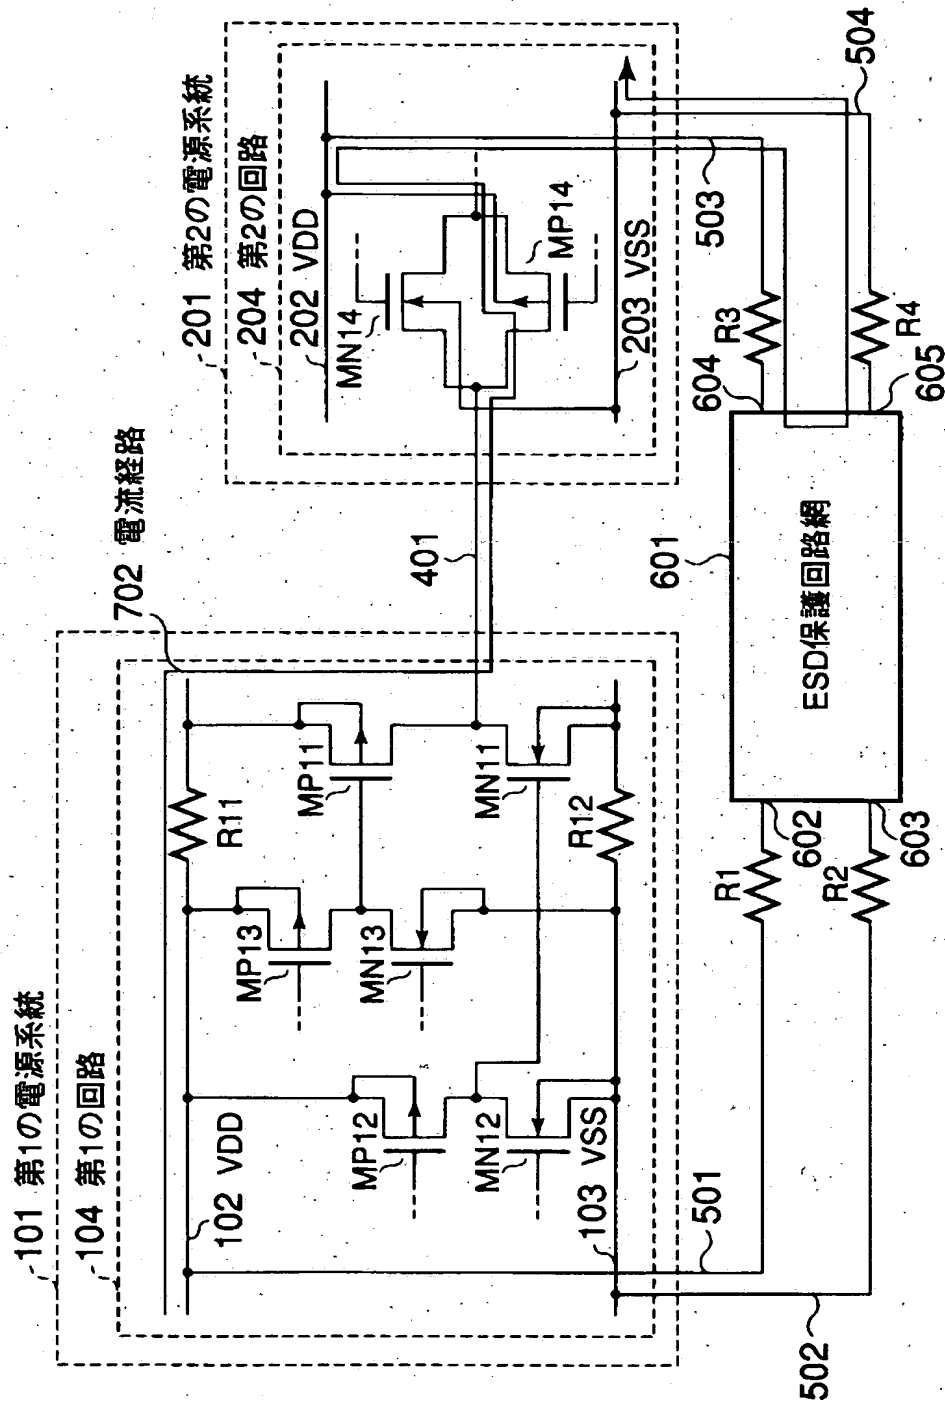 101 第1の電源系統
104 第1の回路
102 VDD
MP12
MN12
103 VSS
MP13
MN13
R11
MP11
MN11
R12
702 電流経路
401
201 第2の電源系統
204 第2の回路
202 VDD
MN14
MP14
203 VSS
501
502
R1
R2
602
603
601
ESD保護回路網
604
605
R3
R4
503
504